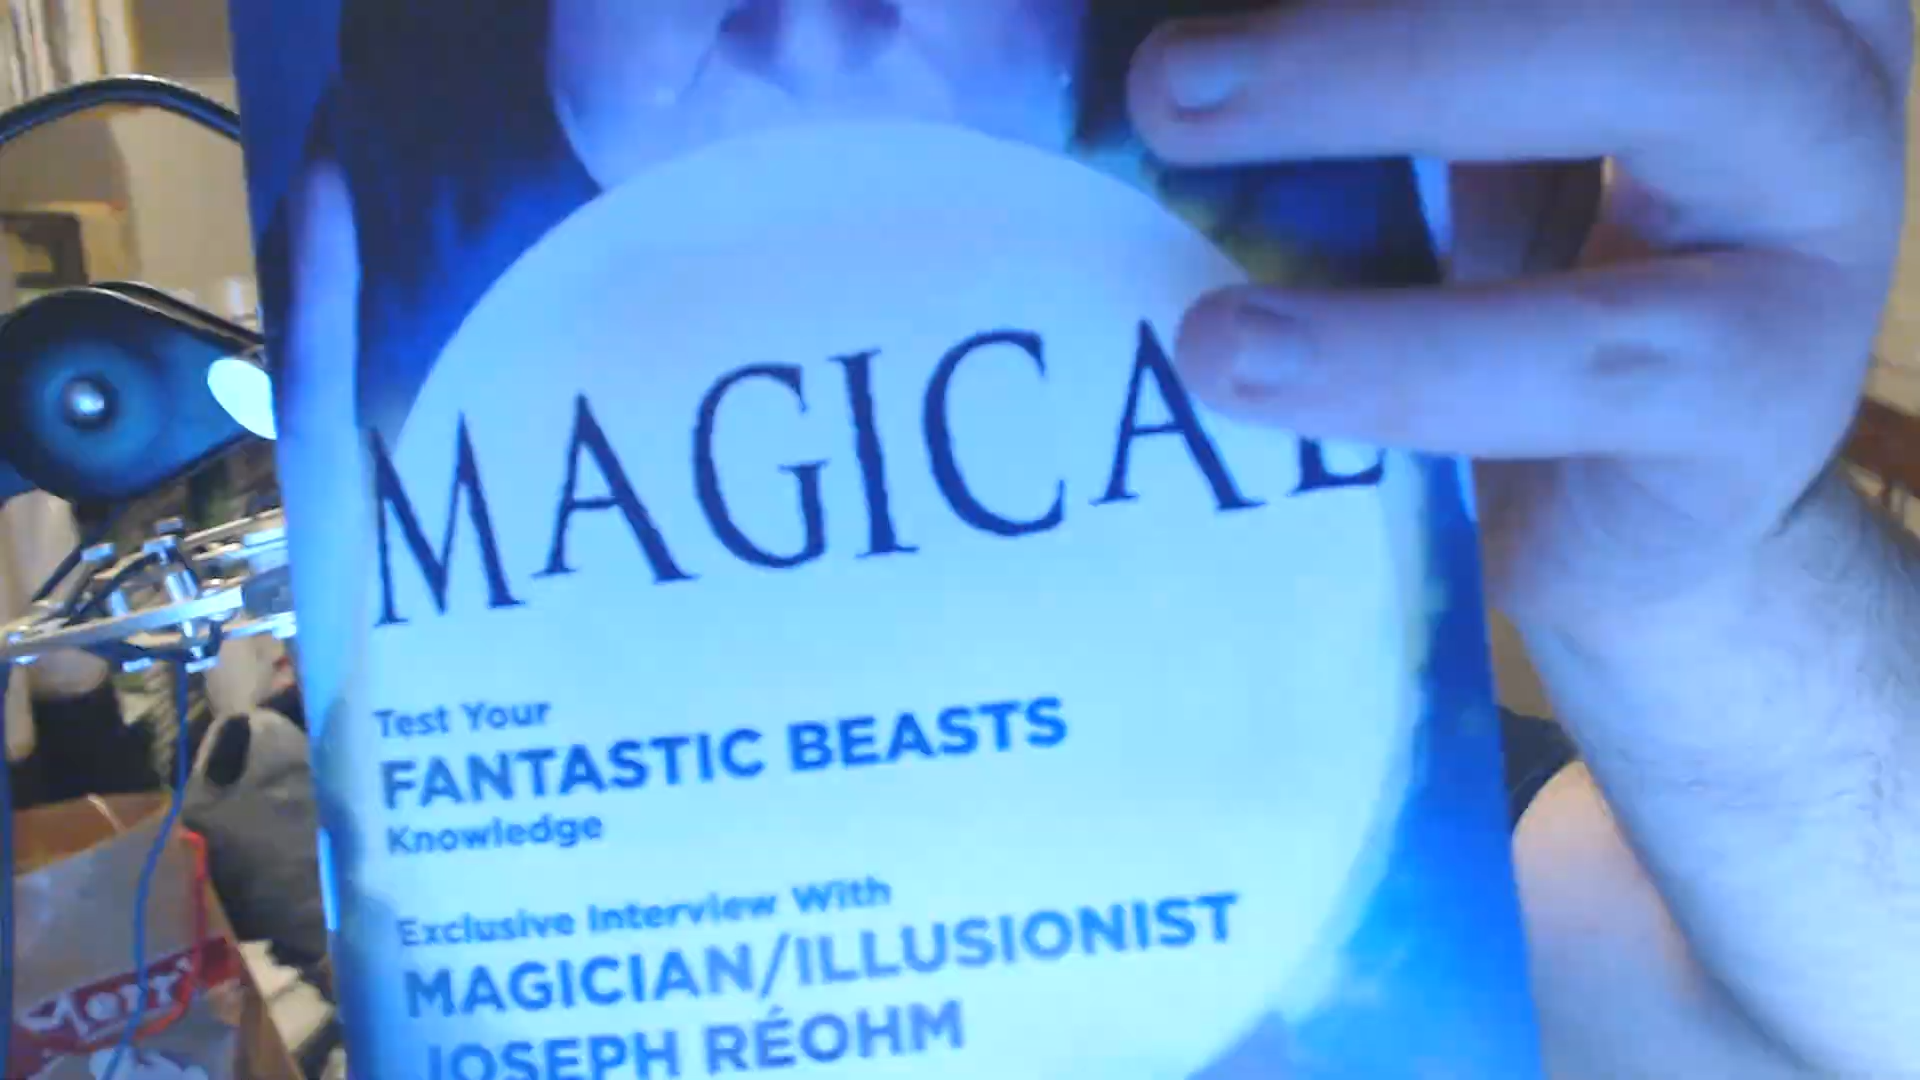 MAGICAL
Test Your
FANTASTIC BEASTS
Knowledge
Exclusive Interview With
MAGICIAN/ILLUSIONIST
JOSEPH RÉOHM